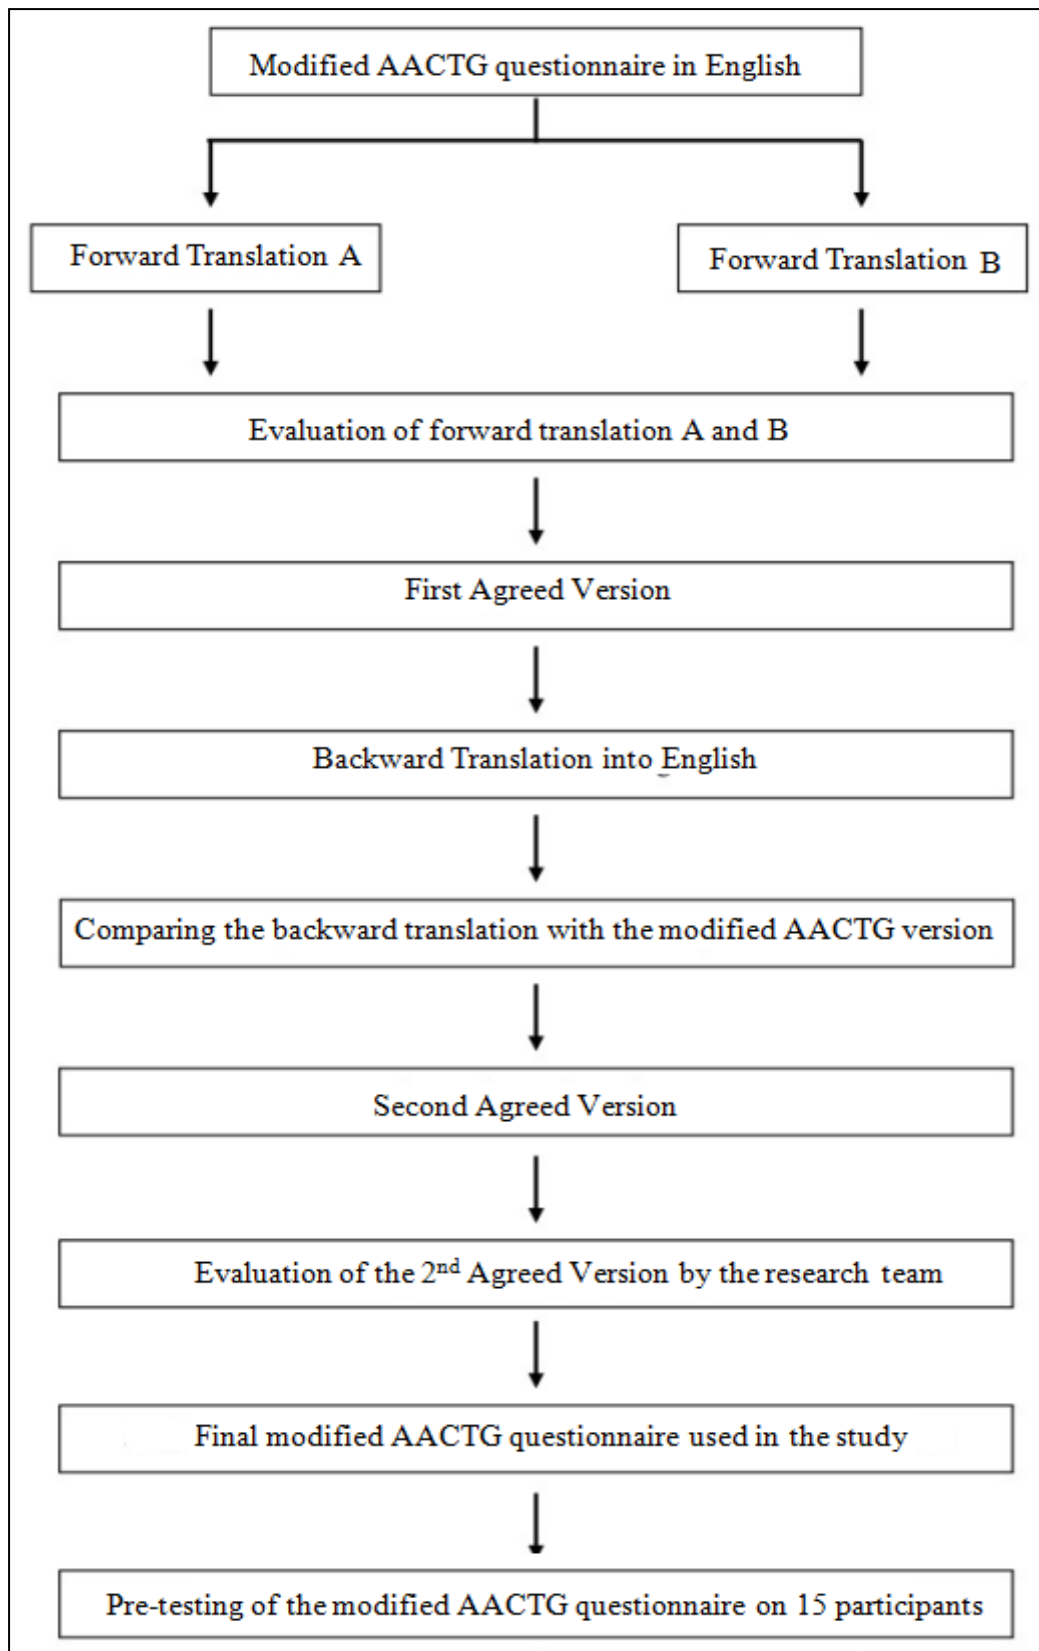 Modified AACTG questionnaire in English
Forward Translation A
Forward Translation B
Evaluation of forward translation A and B
First Agreed Version
Backward Translation into English
Comparing the backward translation with the modified AACTG version
Second Agreed Version
Evaluation of the 2nd Agreed Version by the research team
Final modified AACTG questionnaire used in the study
Pre-testing of the modified AACTG questionnaire on 15 participants